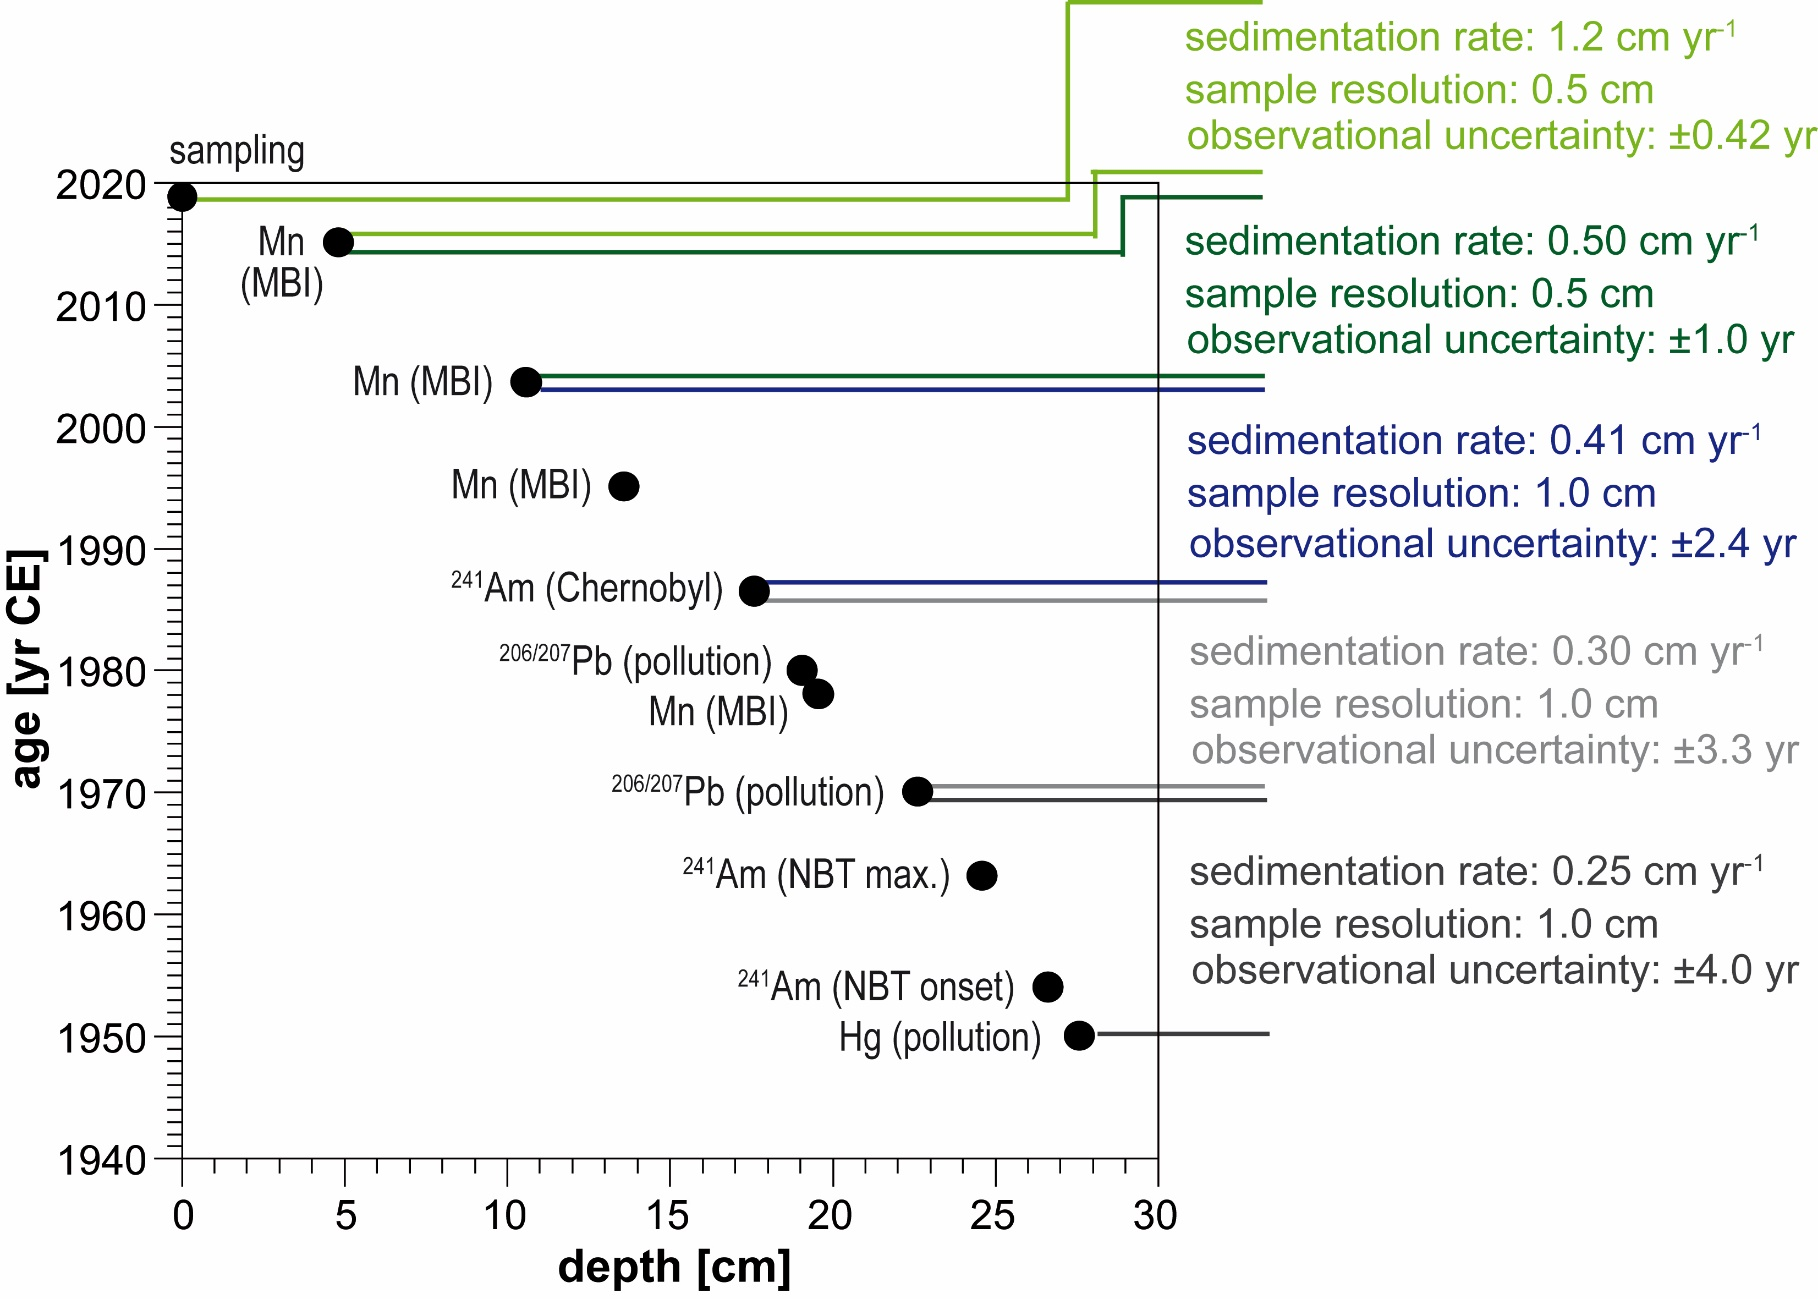 sedimentation rate: 1.2 cm yr⁻¹
sample resolution: 0.5 cm
observational uncertainty: ±0.42 yr
sampling
2020
Mn
(MBI)
sedimentation rate: 0.50 cm yr⁻¹
sample resolution: 0.5 cm
observational uncertainty: ±1.0 yr
2010
Mn (MBI)
2000
sedimentation rate: 0.41 cm yr⁻¹
sample resolution: 1.0 cm
observational uncertainty: ±2.4 yr
Mn (MBI)
1990
²⁴¹Am (Chernobyl)
²⁰⁶/²⁰⁷Pb (pollution)
1980
Mn (MBI)
sedimentation rate: 0.30 cm yr⁻¹
sample resolution: 1.0 cm
observational uncertainty: ±3.3 yr
²⁰⁶/²⁰⁷Pb (pollution)
1970
²⁴¹Am (NBT max.)
sedimentation rate: 0.25 cm yr⁻¹
sample resolution: 1.0 cm
observational uncertainty: ±4.0 yr
1960
²⁴¹Am (NBT onset)
Hg (pollution)
1950
1940
age [yr CE]
0 5 10 15 20 25 30
depth [cm]